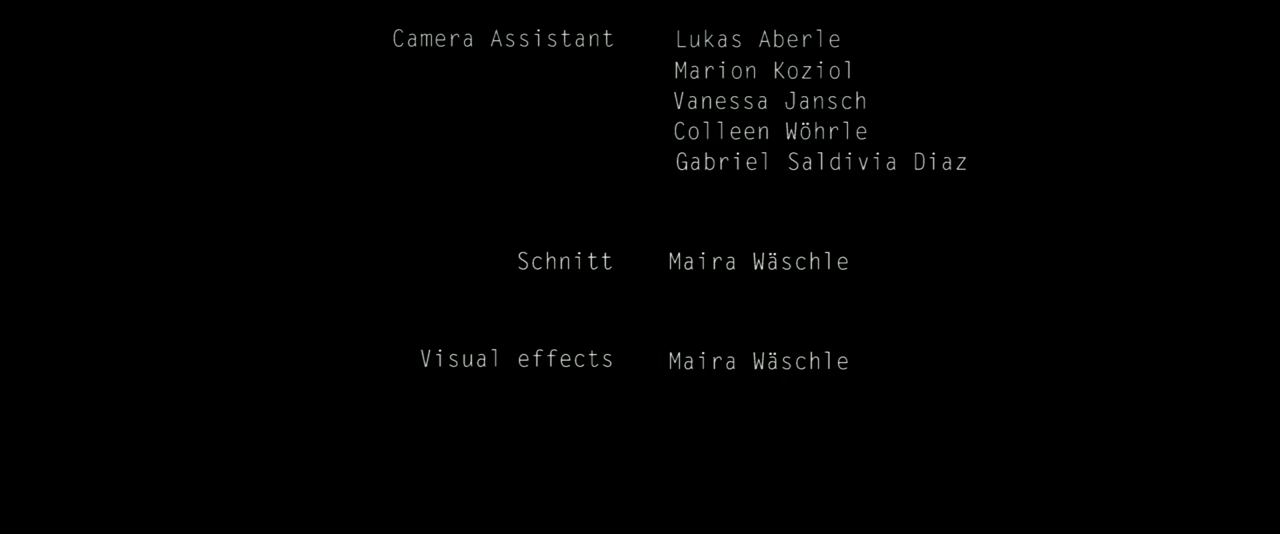 Camera Assistant Lukas Aberle
Marion Koziol
Vanessa Jansch
Colleen Wöhrle
Gabriel Saldivia Diaz
Schnitt Maira Wäschle
Visual effects Maira Wäschle